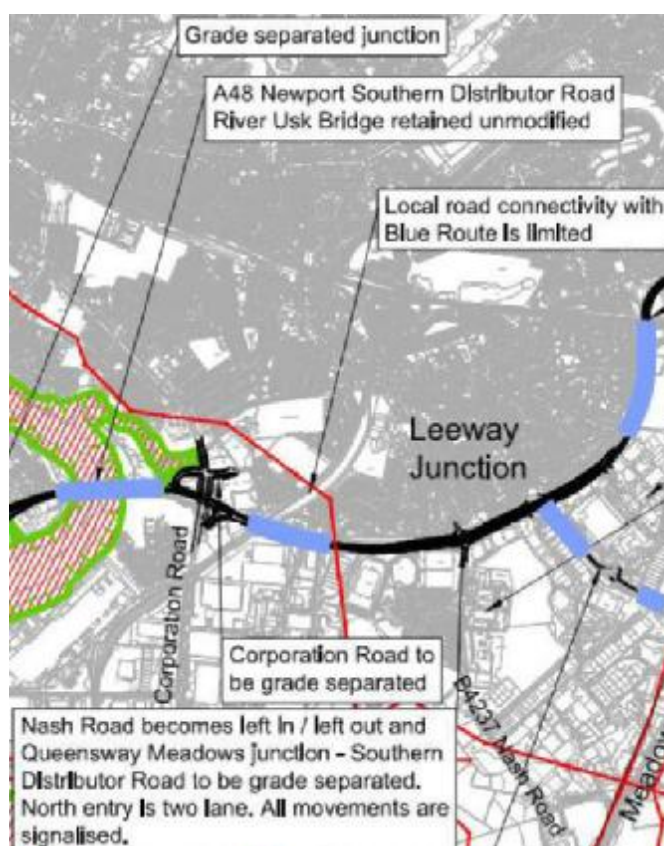 Grade separated junction
A48 Newport Southern Distributor Road
River Usk Bridge retained unmodified
Local road connectivity with
Blue Route is limited
Leeway
Junction
Corporation Road
Corporation Road to
be grade separated
B4237 Nash Road
Meadow
Nash Road becomes left in / left out and
Queensway Meadows junction - Southern
Distributor Road to be grade separated.
North entry is two lane. All movements are
signalised.